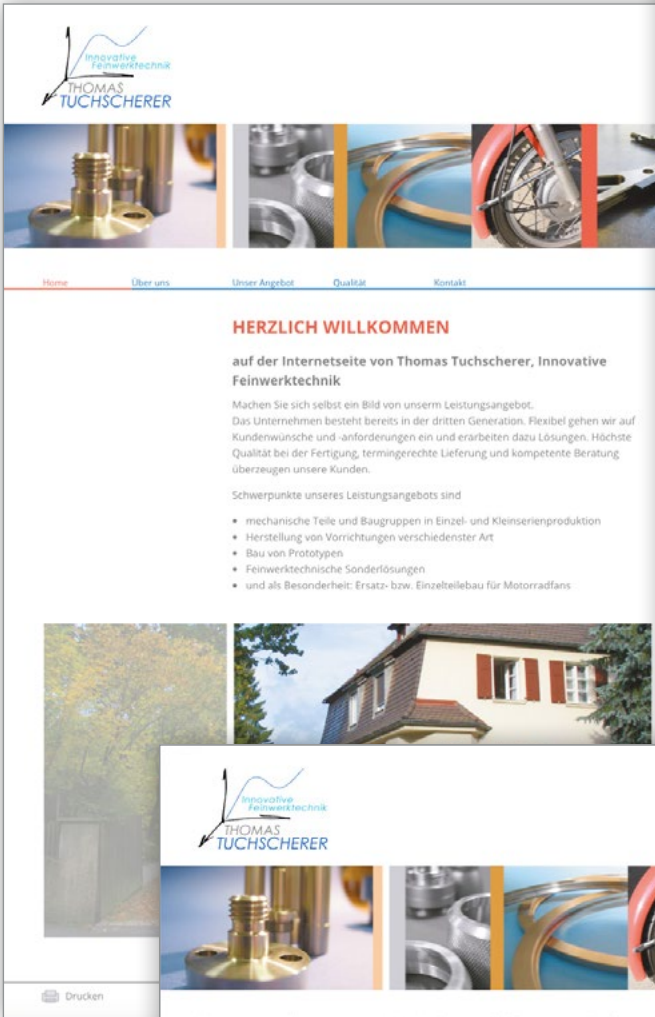 Innovative
Feinwerktechnik
THOMAS
TUCHSCHERER
Home
Über uns
Unser Angebot
Qualität
Kontakt
HERZLICH WILLKOMMEN
auf der Internetseite von Thomas Tuchscherer, Innovative
Feinwerktechnik
Machen Sie sich selbst ein Bild von unserm Leistungsangebot.
Das Unternehmen besteht bereits in der dritten Generation. Flexibel gehen wir auf
Kundenwünsche und -anforderungen ein und erarbeiten dazu Lösungen. Höchste
Qualität bei der Fertigung, termingerechte Lieferung und kompetente Beratung
überzeugen unsere Kunden.
Schwerpunkte unseres Leistungsangebots sind
• mechanische Teile und Baugruppen in Einzel- und Kleinserienproduktion
• Herstellung von Vorrichtungen verschiedenster Art
• Bau von Prototypen
• Feinwerktechnische Sonderlösungen
• und als Besonderheit: Ersatz- bzw. Einzelteilebau für Motorradfans
Innovative
Feinwerktechnik
THOMAS
TUCHSCHERER
Drucken